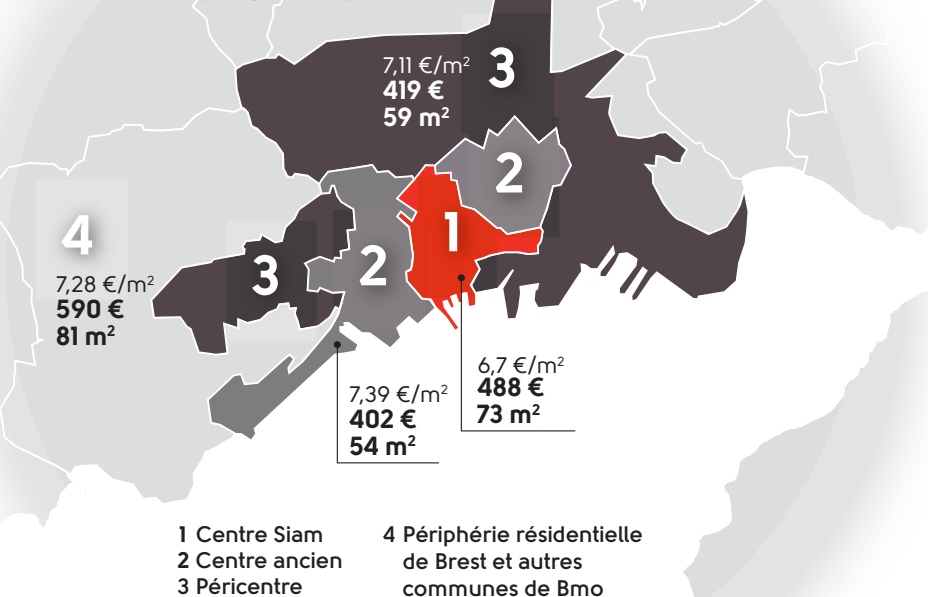 7,11 €/m²
419 €
59 m²
3
2
1
4
7,28 €/m²
590 €
81 m²
3
2
7,39 €/m²
402 €
54 m²
6,7 €/m²
488 €
73 m²
1 Centre Siam
2 Centre ancien
3 Péricentre
4 Périphérie résidentielle
de Brest et autres
communes de Bmo